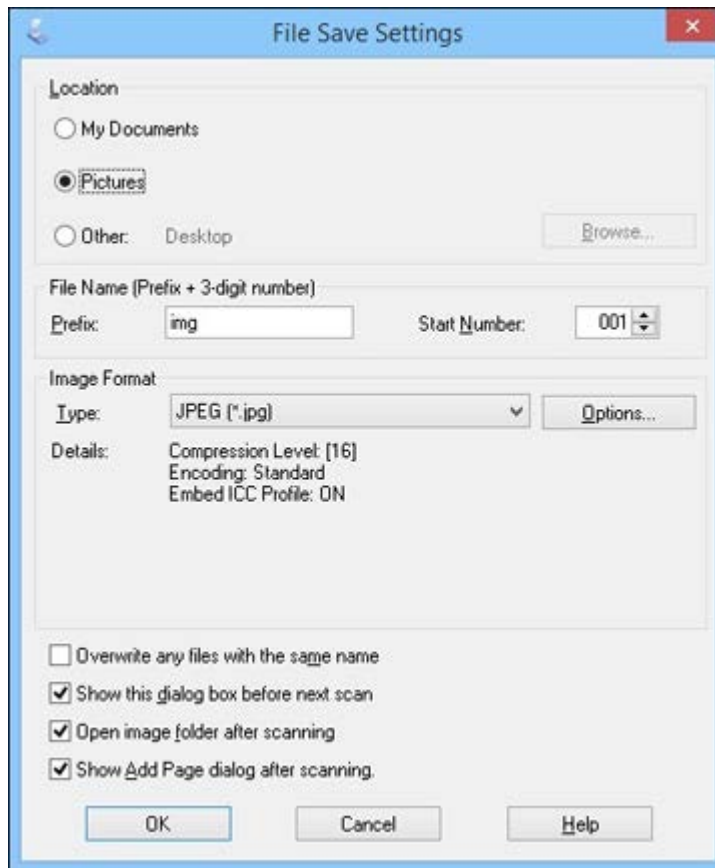 File Save Settings
Location
My Documents
Pictures
Other: Desktop Browse...
File Name (Prefix + 3-digit number)
Prefix: img Start Number: 001
Image Format
Type: JPEG (*.jpg) Options...
Details: Compression Level: [16]
Encoding: Standard
Embed ICC Profile: ON
Overwrite any files with the same name
Show this dialog box before next scan
Open image folder after scanning
Show Add Page dialog after scanning.
OK Cancel Help